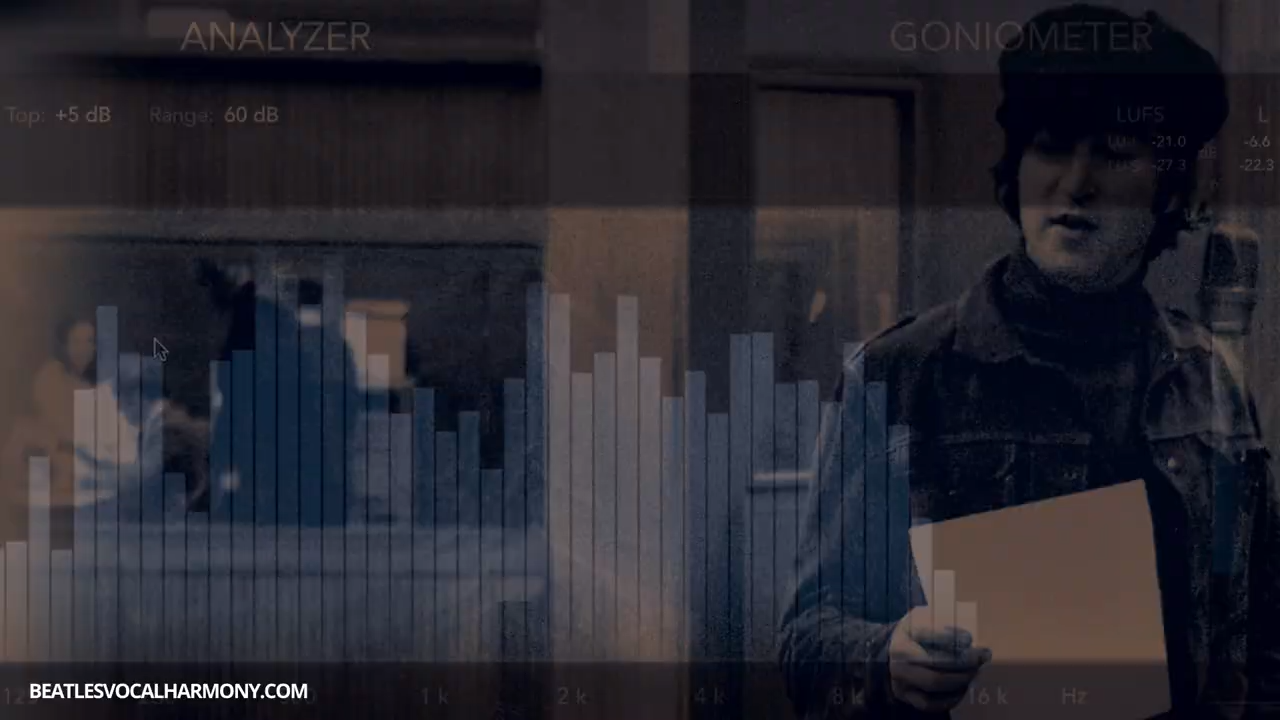 ANALYZER
GONIOMETER
Top: +5 dB Range: 60 dB
LUFS L
-21.0 -6.6
-27.3 -22.3
1 k 2 k 4 k 8 k 16 k Hz
BEATLESVOCALHARMONY.COM